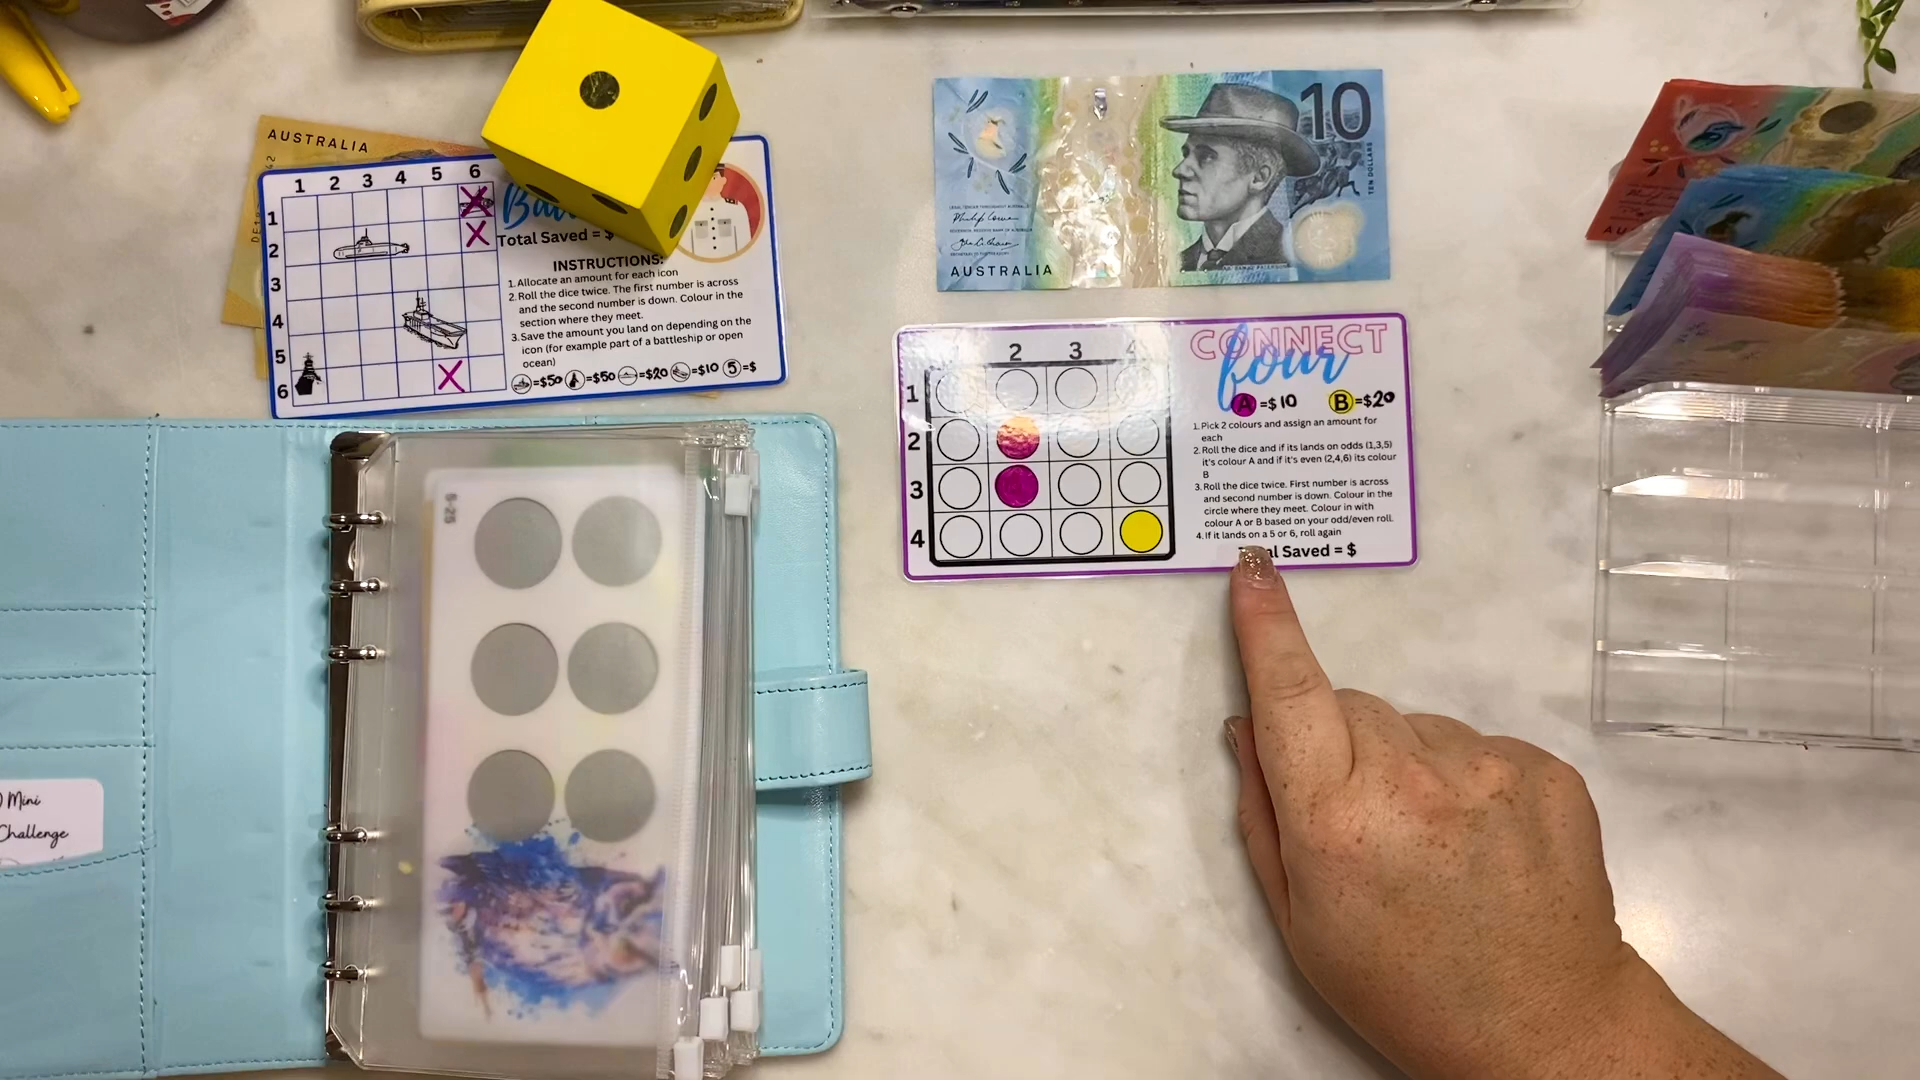 AUSTRALIA
1 2 3 4 5 6
1
2
3
4
5
6
Total Saved = $
INSTRUCTIONS:
1. Allocate an amount for each icon
2. Roll the dice twice. The first number is across
and the second number is down. Colour in the
section where they meet.
3. Save the amount you land on depending on the
icon (for example part of a battleship or open
ocean)
=$50 =$50 =$20 =$10 5 =$
10
TEN DOLLARS
AUSTRALIA
2 3 4
1
2
3
4
CONNECT
four
A =$10 B =$20
1. Pick 2 colours and assign an amount for
each
2. Roll the dice and if its lands on odds (1,3,5)
it's colour A and if it's even (2,4,6) its colour
B
3. Roll the dice twice. First number is across
and second number is down. Colour in the
circle where they meet. Colour in with
colour A or B based on your odd/even roll.
4. If it lands on a 5 or 6, roll again
Saved = $
S-25
Mini
Challenge